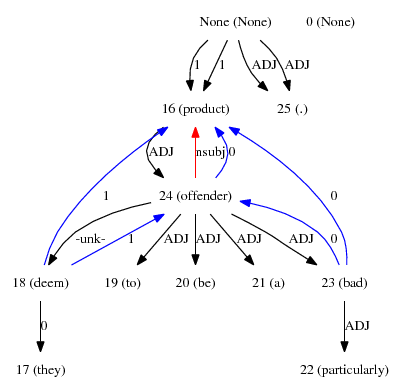 None (None) 0 (None)
1 1 ADJ ADJ
16 (product) 25 (.)
ADJ nsubj 0
24 (offender)
1 -unk- 1 ADJ ADJ ADJ ADJ 0 0
18 (deem) 19 (to) 20 (be) 21 (a) 23 (bad)
0 ADJ
17 (they) 22 (particularly)